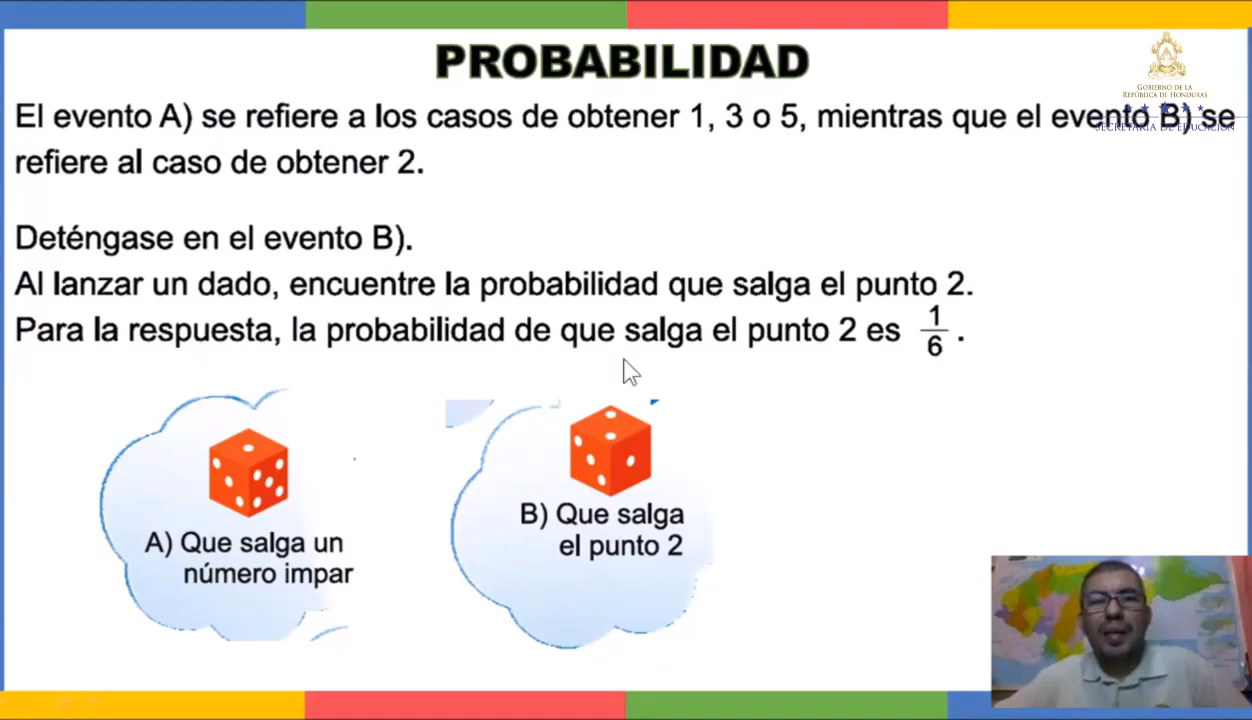 PROBABILIDAD
GOBIERNO DE LA
REPÚBLICA DE HONDURAS
SECRETARÍA DE EDUCACIÓN
El evento A) se refiere a los casos de obtener 1, 3 o 5, mientras que el evento B) se
refiere al caso de obtener 2.
Deténgase en el evento B).
Al lanzar un dado, encuentre la probabilidad que salga el punto 2.
Para la respuesta, la probabilidad de que salga el punto 2 es 1/6.
A) Que salga un
número impar
B) Que salga
el punto 2